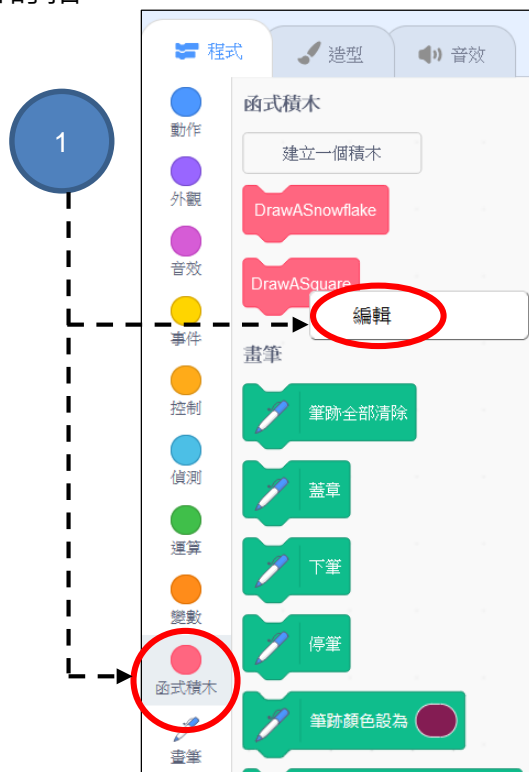 程式
造型
音效
1
動作
外觀
音效
事件
控制
偵測
運算
變數
函式積木
畫筆
函式積木
建立一個積木
DrawASnowflake
DrawASquare
編輯
畫筆
筆跡全部清除
蓋章
下筆
停筆
筆跡顏色設為